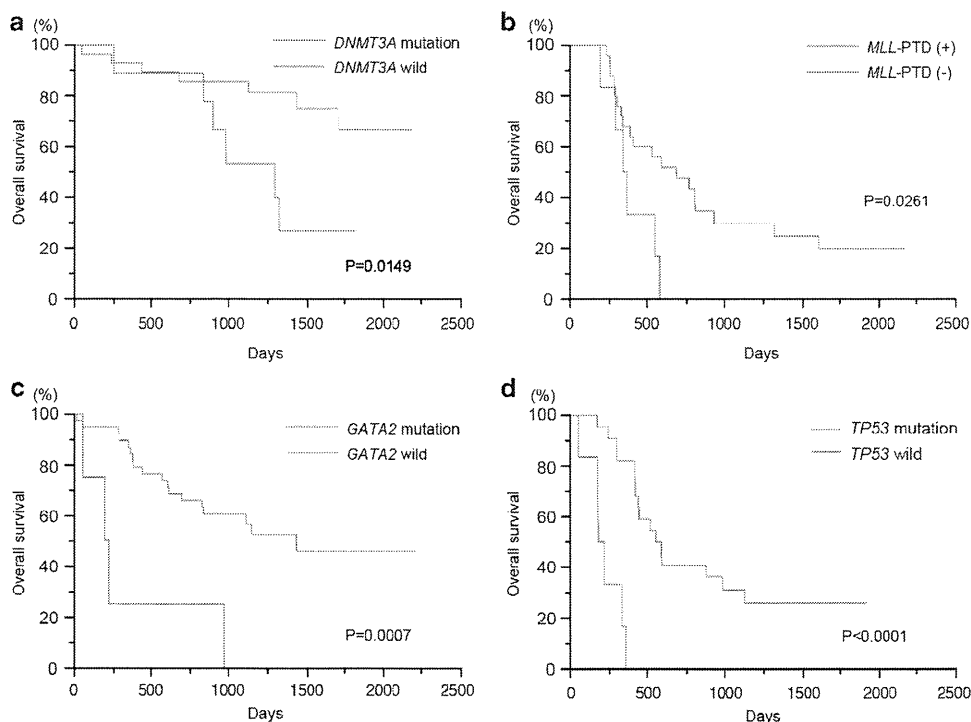 a
(%)
100
80
60
40
20
0
Overall survival
DNMT3A mutation
DNMT3A wild
P=0.0149
0 500 1000 1500 2000 2500
Days
b
(%)
100
80
60
40
20
0
Overall survival
MLL-PTD (+)
MLL-PTD (-)
P=0.0261
0 500 1000 1500 2000 2500
Days
c
(%)
100
80
60
40
20
0
Overall survival
GATA2 mutation
GATA2 wild
P=0.0007
0 500 1000 1500 2000 2500
Days
d
(%)
100
80
60
40
20
0
Overall survival
TP53 mutation
TP53 wild
P<0.0001
0 500 1000 1500 2000 2500
Days